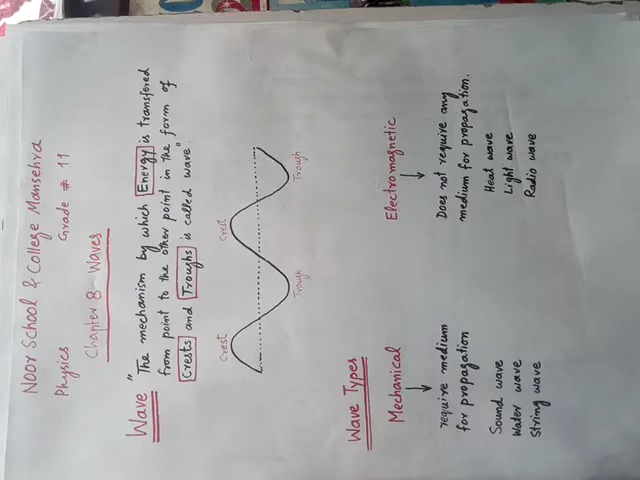 Noor School & College Mansehra
Physics Grade # 11
Chapter 8- Waves
Wave "The mechanism by which Energy is transfered
from point to the other point in the form of
Crests and Troughs is called wave"
Crest Crest
Trough Trough
Wave Types
Mechanical
require medium
for propagation
Sound wave
Water wave
String wave
Electromagnetic
Does not require any
medium for propagation.
Heat wave
Light wave
Radio wave